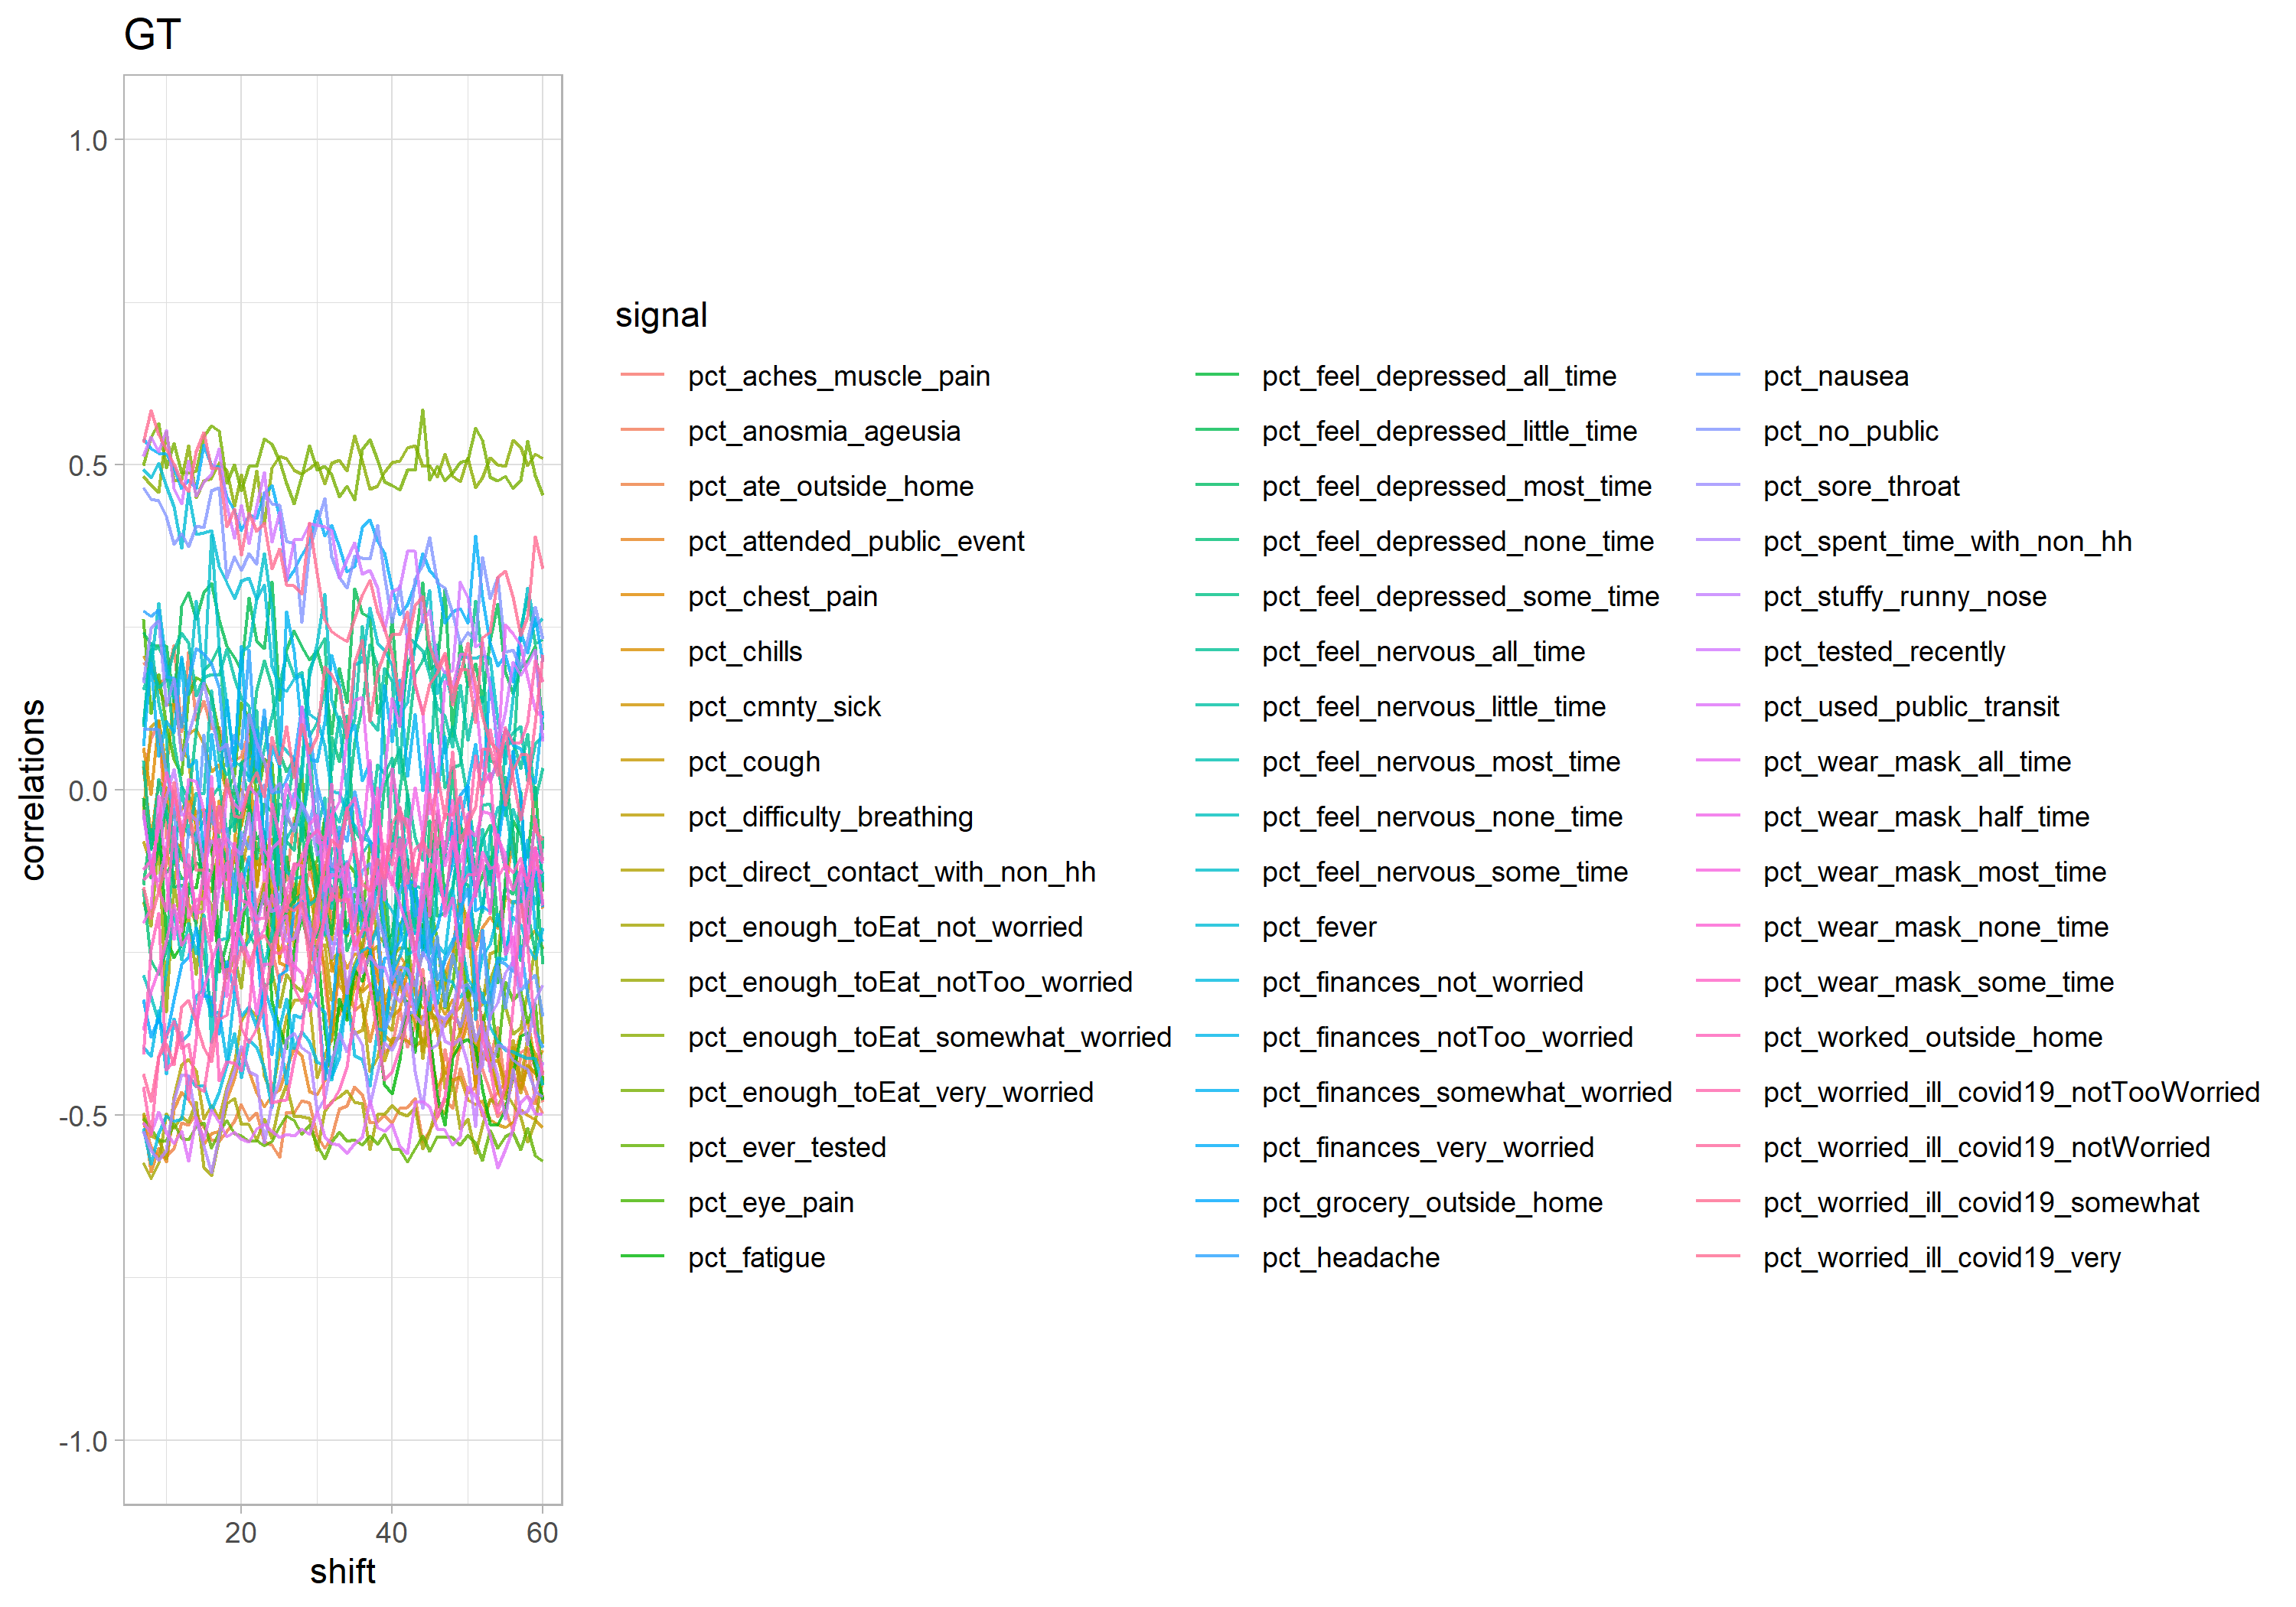 GT
1.0
0.5
0.0
-0.5
-1.0
correlations
20 40 60
shift
signal
pct_aches_muscle_pain
pct_anosmia_ageusia
pct_ate_outside_home
pct_attended_public_event
pct_chest_pain
pct_chills
pct_cmnty_sick
pct_cough
pct_difficulty_breathing
pct_direct_contact_with_non_hh
pct_enough_toEat_not_worried
pct_enough_toEat_notToo_worried
pct_enough_toEat_somewhat_worried
pct_enough_toEat_very_worried
pct_ever_tested
pct_eye_pain
pct_fatigue
pct_feel_depressed_all_time
pct_feel_depressed_little_time
pct_feel_depressed_most_time
pct_feel_depressed_none_time
pct_feel_depressed_some_time
pct_feel_nervous_all_time
pct_feel_nervous_little_time
pct_feel_nervous_most_time
pct_feel_nervous_none_time
pct_feel_nervous_some_time
pct_fever
pct_finances_not_worried
pct_finances_notToo_worried
pct_finances_somewhat_worried
pct_finances_very_worried
pct_grocery_outside_home
pct_headache
pct_nausea
pct_no_public
pct_sore_throat
pct_spent_time_with_non_hh
pct_stuffy_runny_nose
pct_tested_recently
pct_used_public_transit
pct_wear_mask_all_time
pct_wear_mask_half_time
pct_wear_mask_most_time
pct_wear_mask_none_time
pct_wear_mask_some_time
pct_worked_outside_home
pct_worried_ill_covid19_notTooWorried
pct_worried_ill_covid19_notWorried
pct_worried_ill_covid19_somewhat
pct_worried_ill_covid19_very